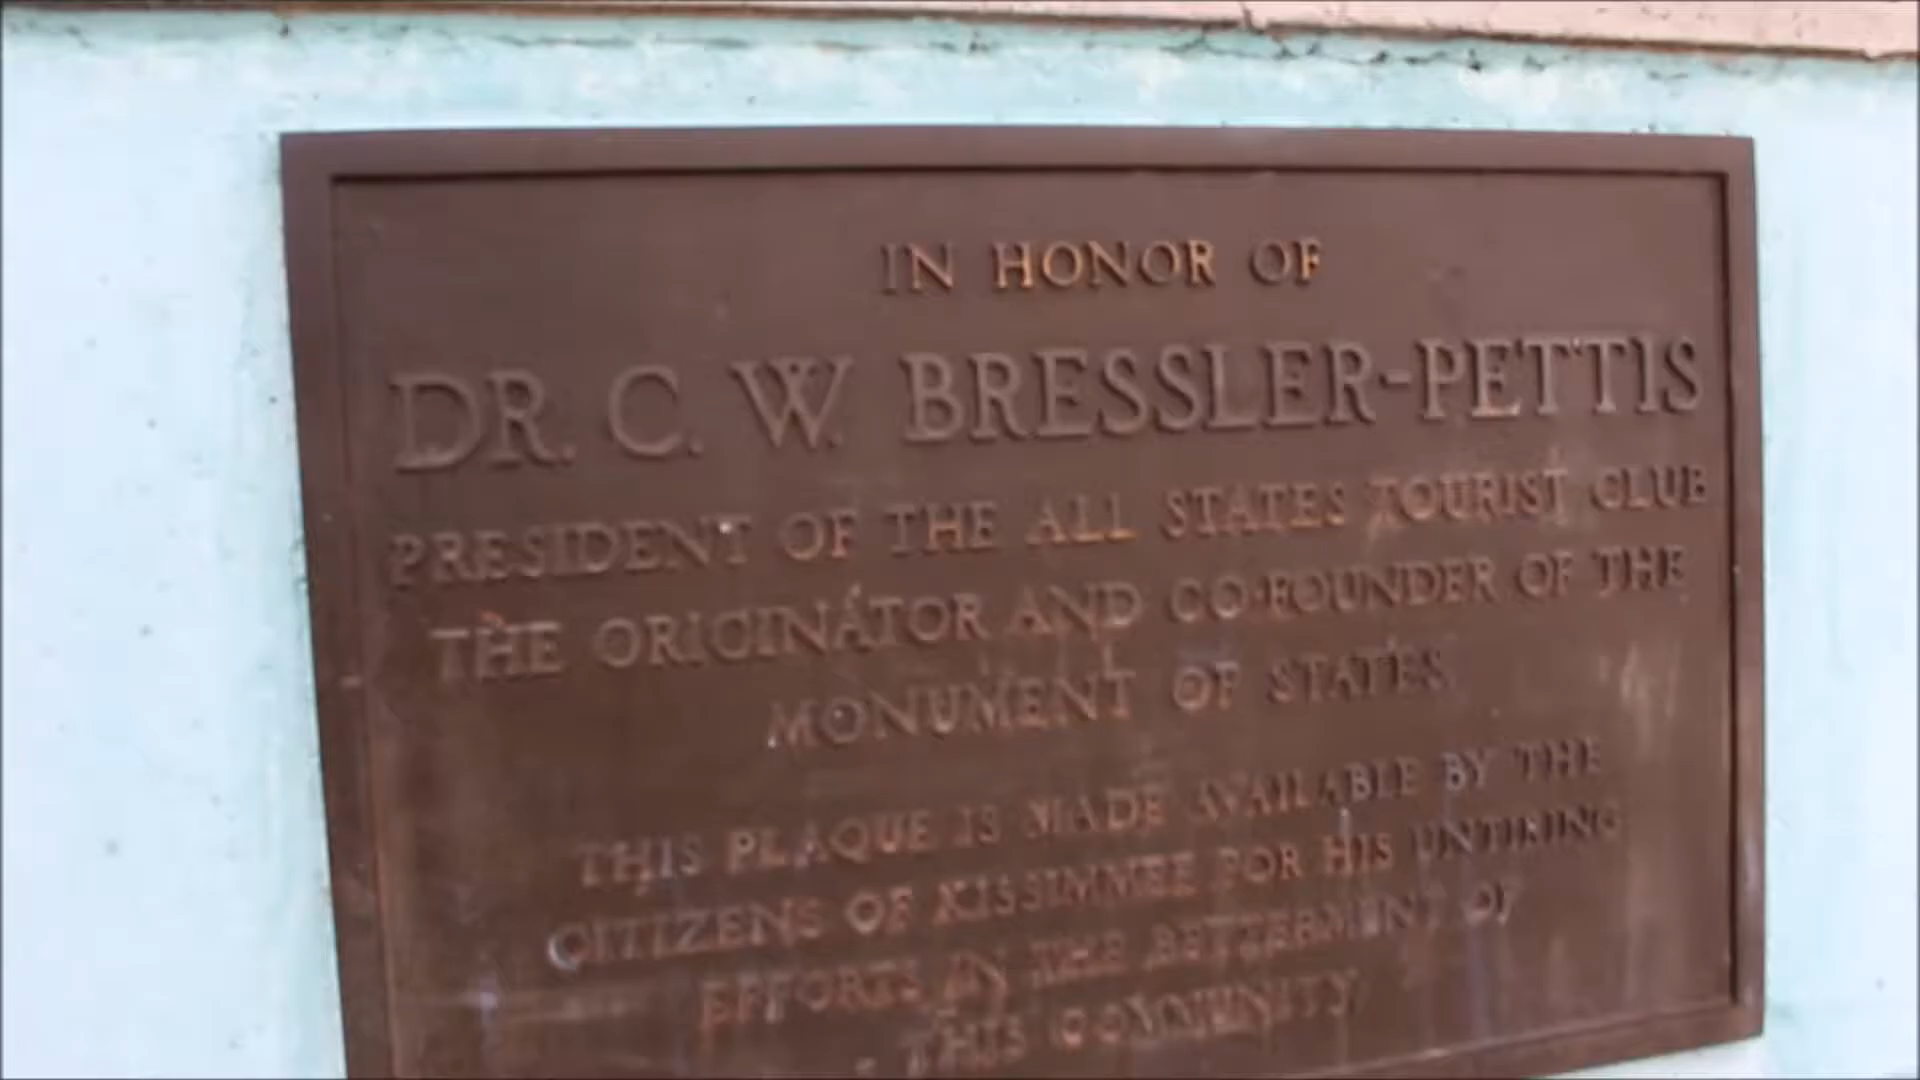 IN HONOR OF
DR. C. W. BRESSLER-PETTIS
PRESIDENT OF THE ALL STATES TOURIST CLUB
THE ORIGINATOR AND CO-FOUNDER OF THE
MONUMENT OF STATES.
THIS PLAQUE IS MADE AVAILABLE BY THE
CITIZENS OF KISSIMMEE FOR HIS UNTIRING
EFFORTS IN THE BETTERMENT OF
THIS COMMUNITY